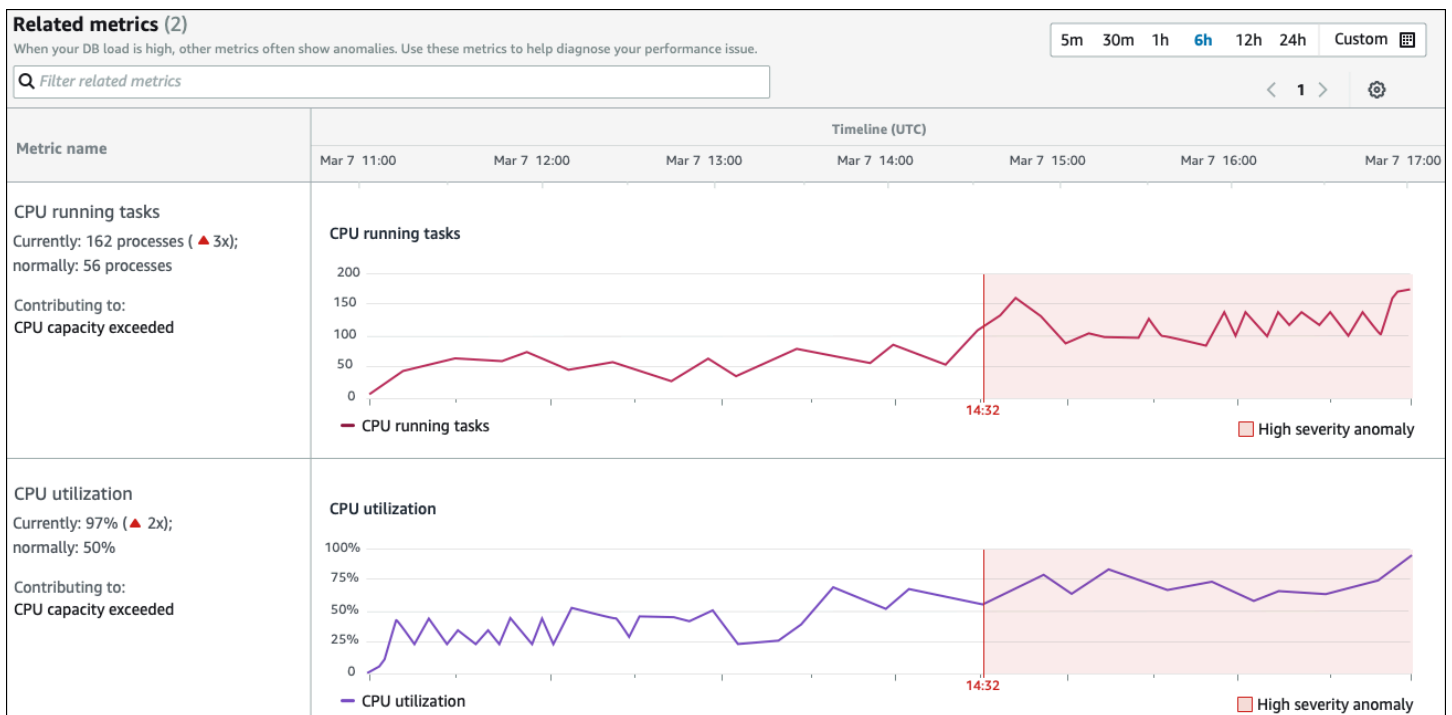 Related metrics (2)
When your DB load is high, other metrics often show anomalies. Use these metrics to help diagnose your performance issue.
5m 30m 1h 6h 12h 24h Custom
Filter related metrics
1
Metric name
Timeline (UTC)
Mar 7 11:00 Mar 7 12:00 Mar 7 13:00 Mar 7 14:00 Mar 7 15:00 Mar 7 16:00 Mar 7 17:00
CPU running tasks
Currently: 162 processes ( ▲ 3x);
normally: 56 processes
Contributing to:
CPU capacity exceeded
CPU running tasks
200
150
100
50
0
14:32
CPU running tasks
High severity anomaly
CPU utilization
Currently: 97% (▲ 2x);
normally: 50%
Contributing to:
CPU capacity exceeded
CPU utilization
100%
75%
50%
25%
0
14:32
CPU utilization
High severity anomaly